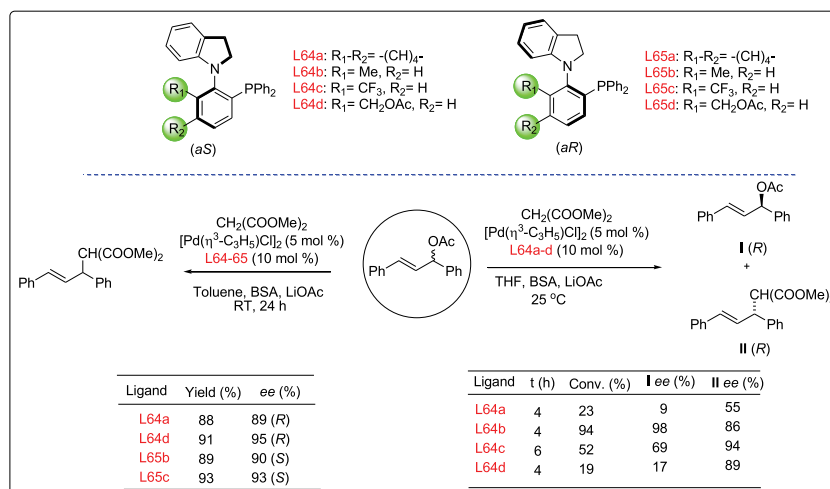 L64a: R1-R2= -(CH)4-
L64b: R1= Me, R2= H
L64c: R1= CF3, R2= H
L64d: R1= CH2OAc, R2= H
N
PPh2
R1
R2
(aS)
L65a: R1-R2= -(CH)4-
L65b: R1= Me, R2= H
L65c: R1= CF3, R2= H
L65d: R1= CH2OAc, R2= H
N
PPh2
R1
R2
(aR)
CH2(COOMe)2
[Pd(η3-C3H5)Cl]2 (5 mol %)
L64-65 (10 mol %)
Toluene, BSA, LiOAc
RT, 24 h
CH(COOMe)2
Ph
Ph
OAc
Ph
Ph
CH2(COOMe)2
[Pd(η3-C3H5)Cl]2 (5 mol %)
L64a-d (10 mol %)
THF, BSA, LiOAc
25 °C
OAc
Ph
Ph
I (R)
+
CH(COOMe)2
Ph
Ph
II (R)
Ligand Yield (%) ee (%)
L64a 88 89 (R)
L64d 91 95 (R)
L65b 89 90 (S)
L65c 93 93 (S)
Ligand t (h) Conv. (%) I ee (%) II ee (%)
L64a 4 23 9 55
L64b 4 94 98 86
L64c 6 52 69 94
L64d 4 19 17 89